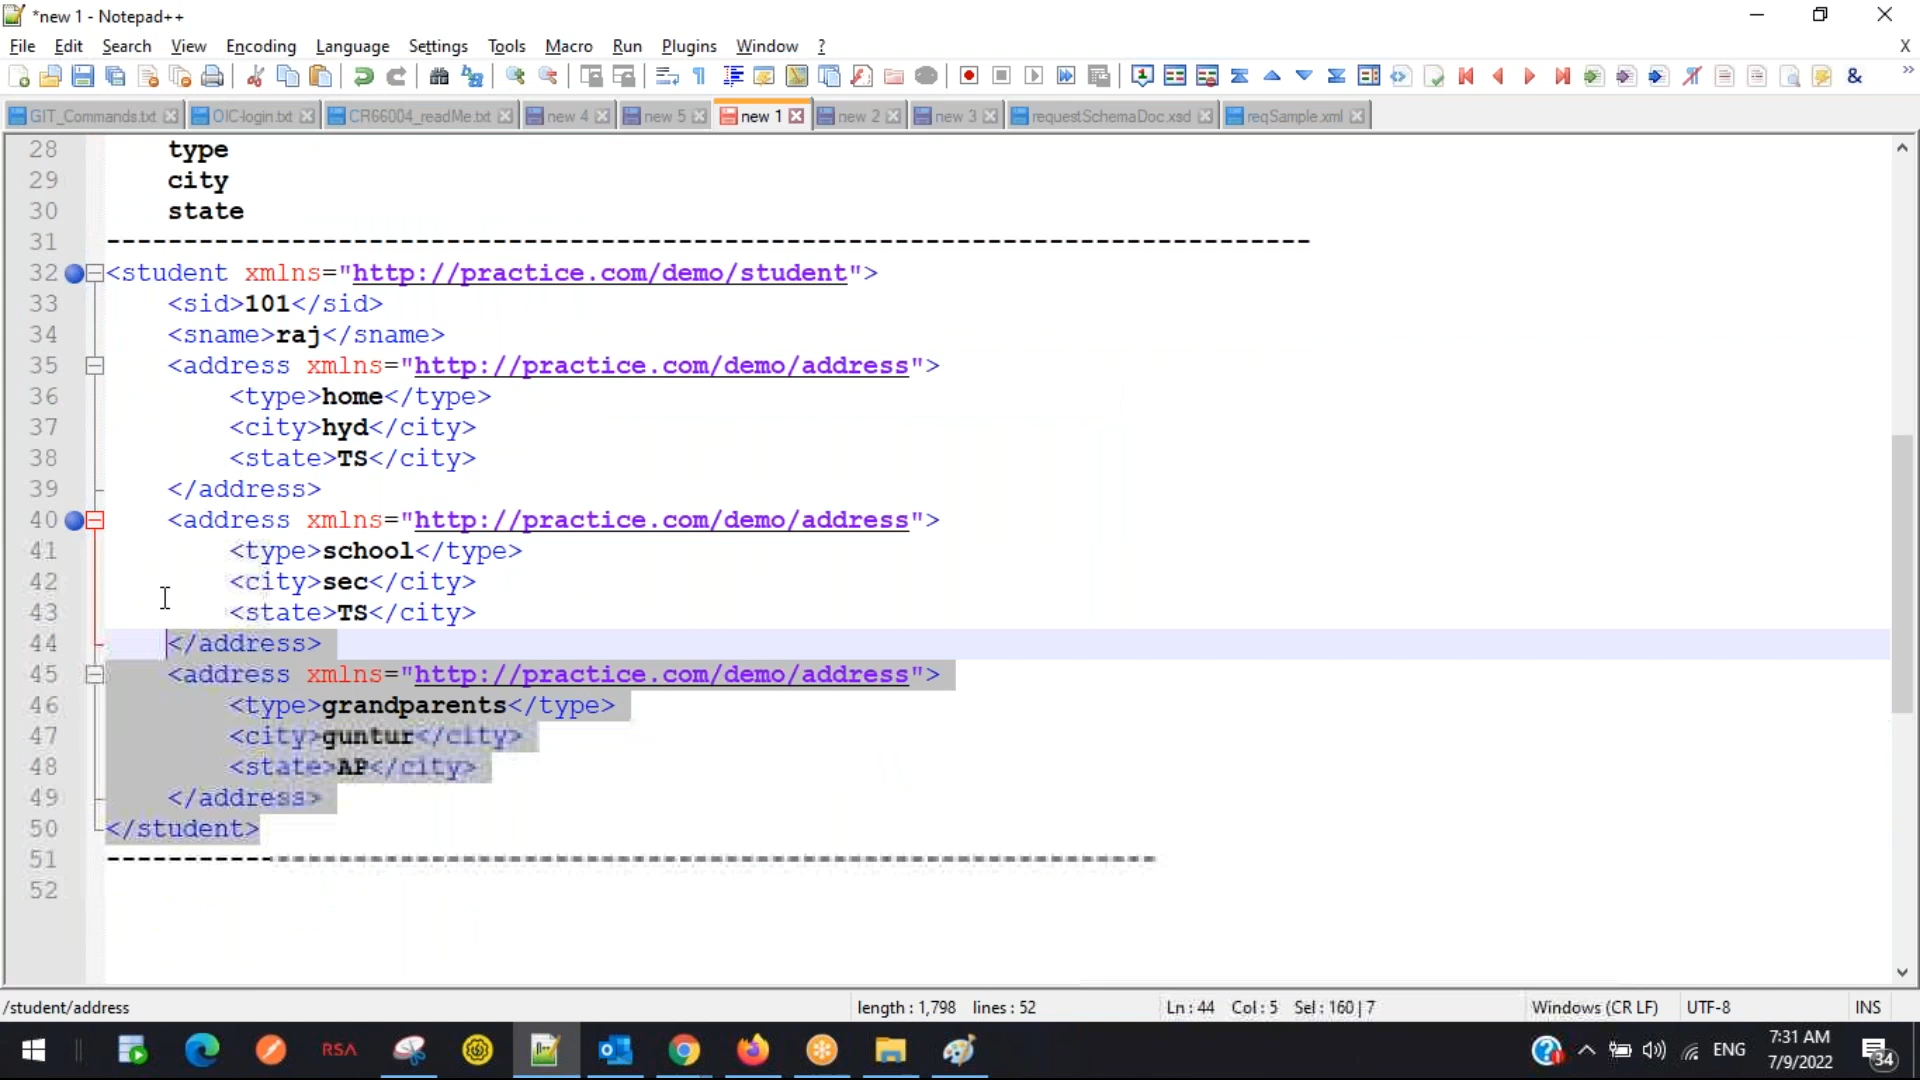 *new 1 - Notepad++
File Edit Search View Encoding Language Settings Tools Macro Run Plugins Window ? X
GIT_Commands.txt OIC-login.txt CR66004_readMe.txt new 4 new 5 new 1 new 2 new 3 requestSchemaDoc.xsd reqSample.xml
28 type
29 city
30 state
31 ------------------------------------------------------------------------------
32 <student xmlns="http://practice.com/demo/student">
33 <sid>101</sid>
34 <sname>raj</sname>
35 <address xmlns="http://practice.com/demo/address">
36 <type>home</type>
37 <city>hyd</city>
38 <state>TS</city>
39 </address>
40 <address xmlns="http://practice.com/demo/address">
41 <type>school</type>
42 <city>sec</city>
43 <state>TS</city>
44 </address>
45 <address xmlns="http://practice.com/demo/address">
46 <type>grandparents</type>
47 <city>guntur</city>
48 <state>AP</city>
49 </address>
50 </student>
51 --------------------------------------------------------------------
52
/student/address length : 1,798 lines : 52 Ln : 44 Col : 5 Sel : 160 | 7 Windows (CR LF) UTF-8 INS
RSA ENG 7:31 AM
7/9/2022 34